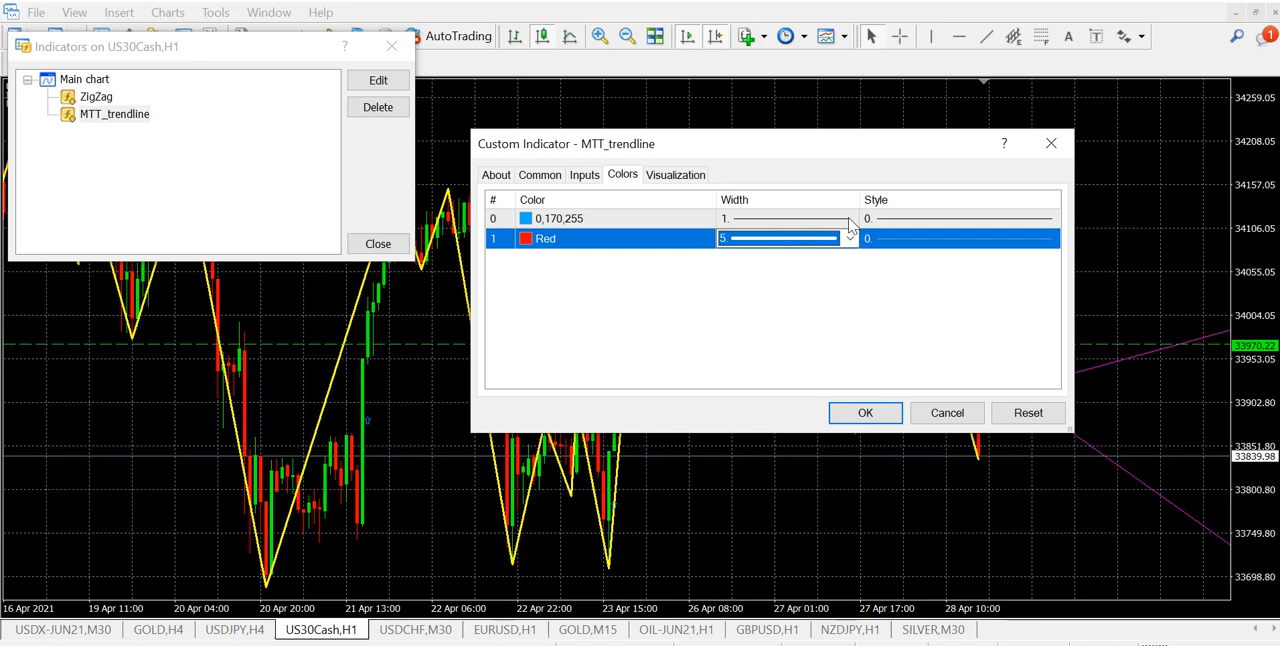 File View Insert Charts Tools Window Help
AutoTrading
1
Indicators on US30Cash,H1 ?
Main chart
ZigZag
MTT_trendline
Edit
Delete
Close
Custom Indicator - MTT_trendline ?
About Common Inputs Colors Visualization
# Color Width Style
0 0,170,255 1. 0.
1 Red 5. 0.
OK Cancel Reset
34259.05
34208.05
34157.05
34106.05
34055.05
34004.05
33970.22
33953.05
33902.80
33851.80
33839.98
33800.80
33749.80
33698.80
16 Apr 2021 19 Apr 11:00 20 Apr 04:00 20 Apr 20:00 21 Apr 13:00 22 Apr 06:00 22 Apr 22:00 23 Apr 15:00 26 Apr 08:00 27 Apr 01:00 27 Apr 17:00 28 Apr 10:00
USDX-JUN21,M30 GOLD,H4 USDJPY,H4 US30Cash,H1 USDCHF,M30 EURUSD,H1 GOLD,M15 OIL-JUN21,H1 GBPUSD,H1 NZDJPY,H1 SILVER,M30